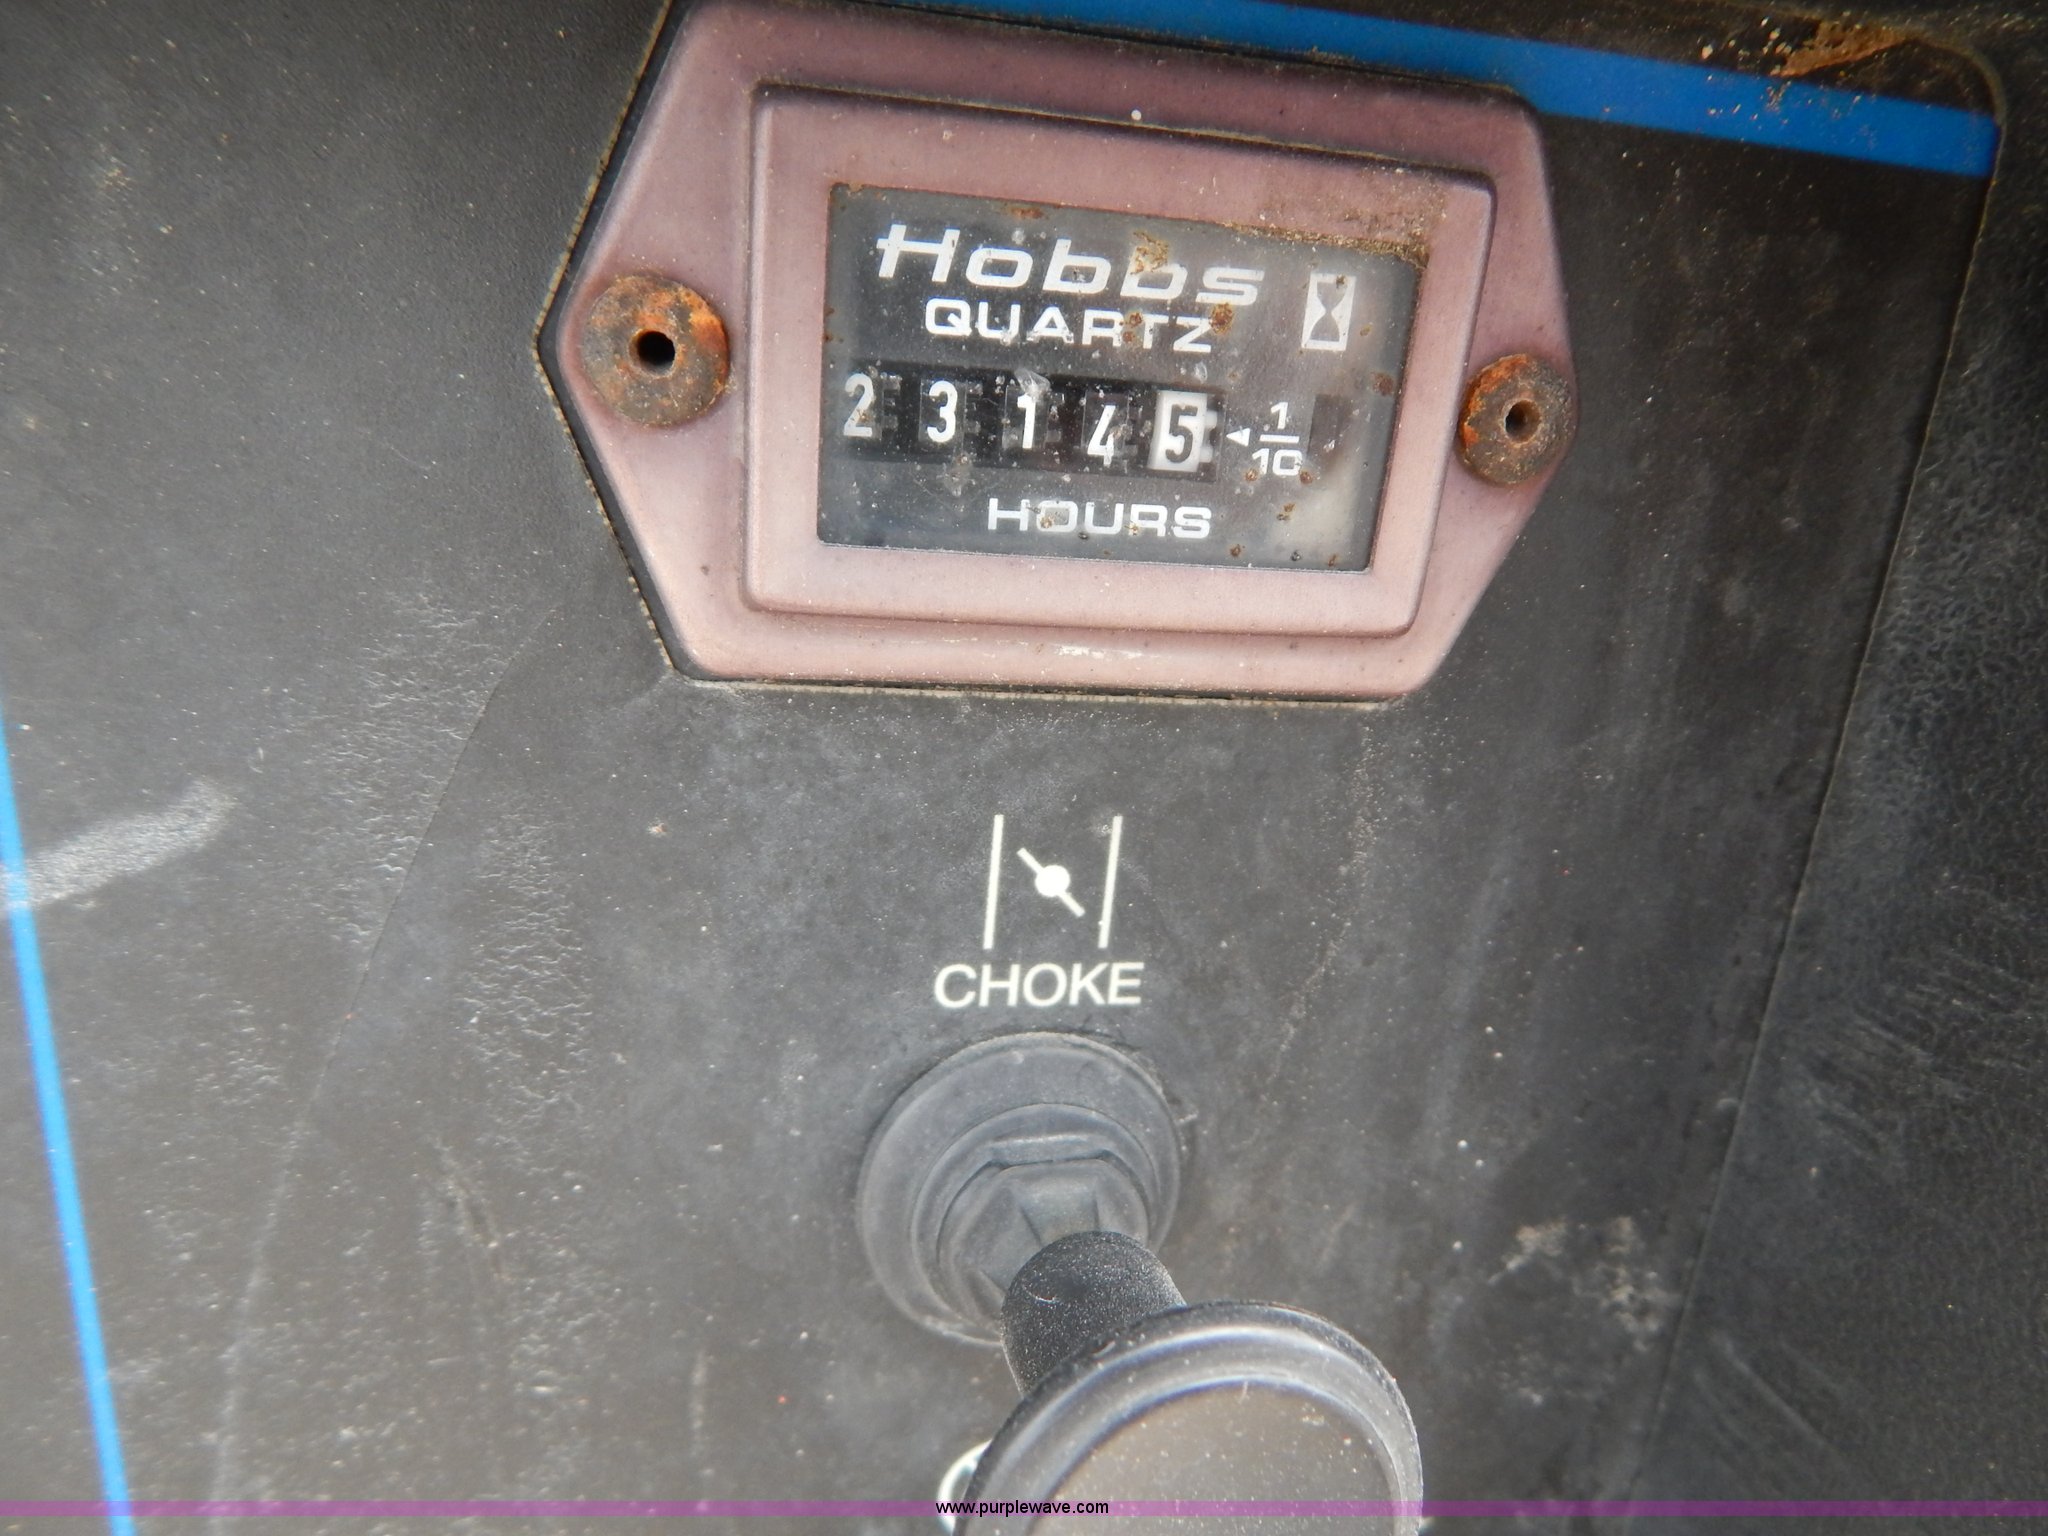 Hobbs
QUARTZ
2 3 1 4 5 1/10
HOURS
CHOKE
www.purplewave.com